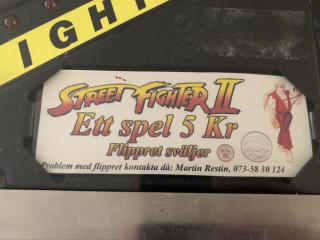 IGHT
STREET FIGHTER II
Ett spel 5 Kr
Flippret sväljer
Problem med flippret kontakta då: Martin Restin, 073-58 30 124